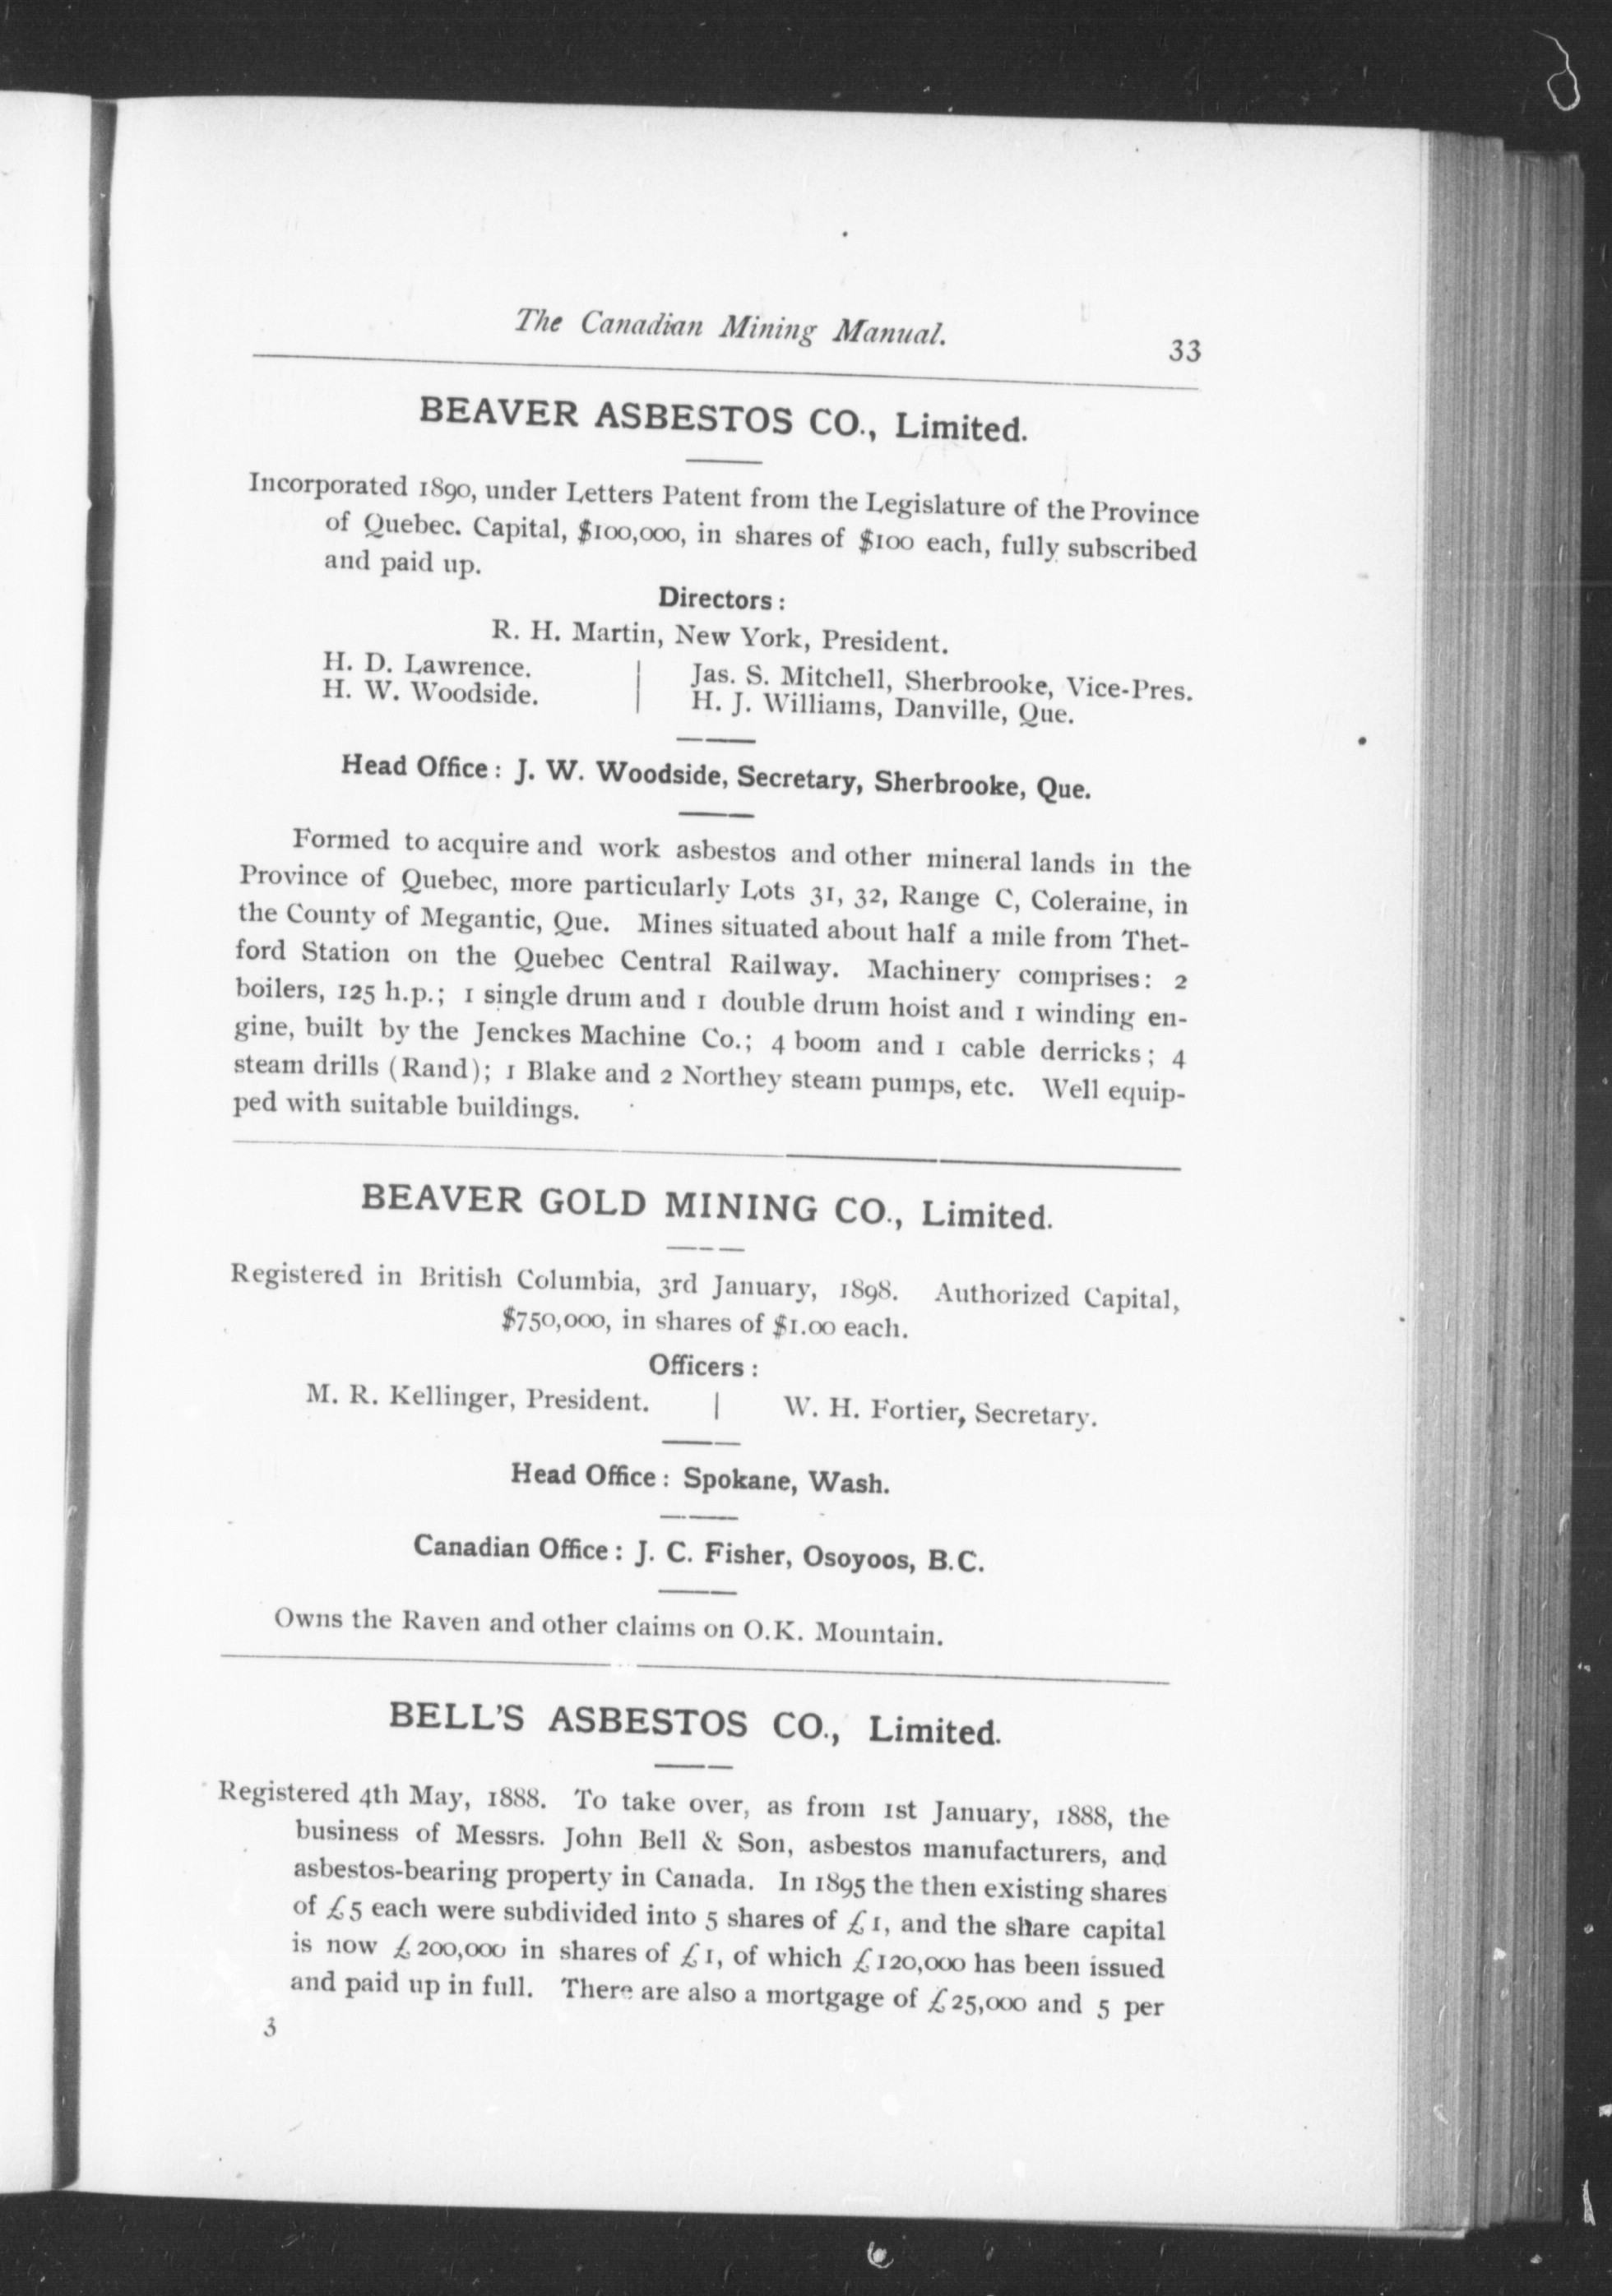 The Canadian Mining Manual.
33
BEAVER ASBESTOS CO., Limited.
Incorporated 1890, under Letters Patent from the Legislature of the Province
of Quebec. Capital, $100,000, in shares of $100 each, fully subscribed
and paid up.
Directors:
R. H. Martin, New York, President.
H. D. Lawrence. | Jas. S. Mitchell, Sherbrooke, Vice-Pres.
H. W. Woodside. | H. J. Williams, Danville, Que.
Head Office: J. W. Woodside, Secretary, Sherbrooke, Que.
Formed to acquire and work asbestos and other mineral lands in the
Province of Quebec, more particularly Lots 31, 32, Range C, Coleraine, in
the County of Megantic, Que. Mines situated about half a mile from Thet-
ford Station on the Quebec Central Railway. Machinery comprises: 2
boilers, 125 h.p.; 1 single drum and 1 double drum hoist and 1 winding en-
gine, built by the Jenckes Machine Co.; 4 boom and 1 cable derricks; 4
steam drills (Rand); 1 Blake and 2 Northey steam pumps, etc. Well equip-
ped with suitable buildings.
BEAVER GOLD MINING CO., Limited.
Registered in British Columbia, 3rd January, 1898. Authorized Capital,
$750,000, in shares of $1.00 each.
Officers:
M. R. Kellinger, President. | W. H. Fortier, Secretary.
Head Office: Spokane, Wash.
Canadian Office: J. C. Fisher, Osoyoos, B.C.
Owns the Raven and other claims on O.K. Mountain.
BELL'S ASBESTOS CO., Limited.
Registered 4th May, 1888. To take over, as from 1st January, 1888, the
business of Messrs. John Bell & Son, asbestos manufacturers, and
asbestos-bearing property in Canada. In 1895 the then existing shares
of £5 each were subdivided into 5 shares of £1, and the share capital
is now £200,000 in shares of £1, of which £120,000 has been issued
and paid up in full. There are also a mortgage of £25,000 and 5 per
3